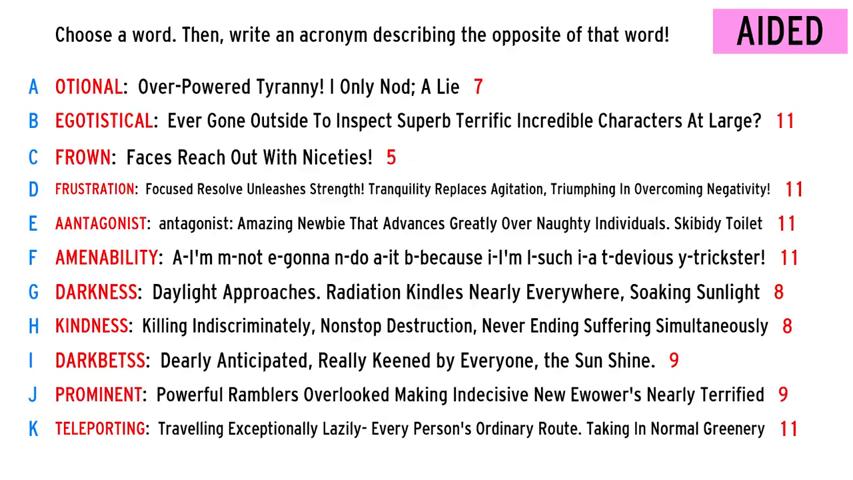 Choose a word. Then, write an acronym describing the opposite of that word!
AIDED
A OTIONAL: Over-Powered Tyranny! I Only Nod; A Lie 7
B EGOTISTICAL: Ever Gone Outside To Inspect Superb Terrific Incredible Characters At Large? 11
C FROWN: Faces Reach Out With Niceties! 5
D FRUSTRATION: Focused Resolve Unleashes Strength! Tranquility Replaces Agitation, Triumphing In Overcoming Negativity! 11
E AANTAGONIST: antagonist: Amazing Newbie That Advances Greatly Over Naughty Individuals. Skibidy Toilet 11
F AMENABILITY: A-I'm m-not e-gonna n-do a-it b-because i-I'm l-such i-a t-devious y-trickster! 11
G DARKNESS: Daylight Approaches. Radiation Kindles Nearly Everywhere, Soaking Sunlight 8
H KINDNESS: Killing Indiscriminately, Nonstop Destruction, Never Ending Suffering Simultaneously 8
I DARKBETSS: Dearly Anticipated, Really Keened by Everyone, the Sun Shine. 9
J PROMINENT: Powerful Ramblers Overlooked Making Indecisive New Ewower's Nearly Terrified 9
K TELEPORTING: Travelling Exceptionally Lazily- Every Person's Ordinary Route. Taking In Normal Greenery 11